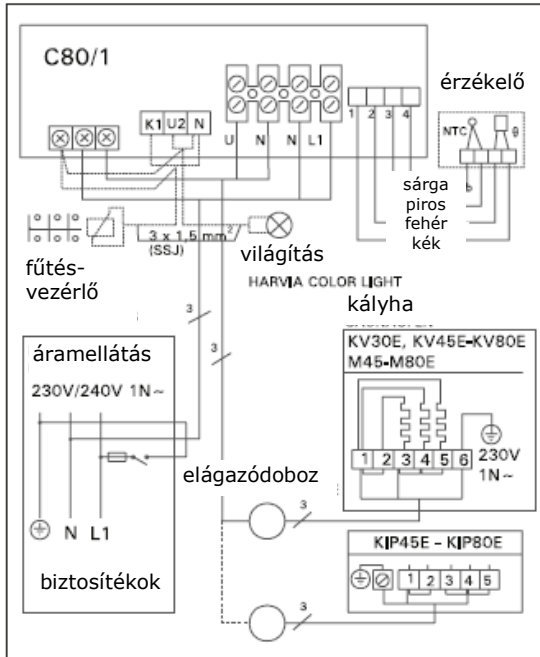 C80/1
K1 U2 N
U N N L1
1 2 3 4
érzékelő
NTC θ
sárga
piros
fehér
kék
3 x 1,5 mm²
(SSJ)
világítás
fűtés-
vezérlő
HARVIA COLOR LIGHT
kályha
3
3
áramellátás
230V/240V 1N~
N L1
biztosítékok
elágazódoboz
3
3
KV30E, KV45E-KV80E
M45-M80E
1 2 3 4 5 6
230V
1N~
KIP45E – KIP80E
1 2 3 4 5